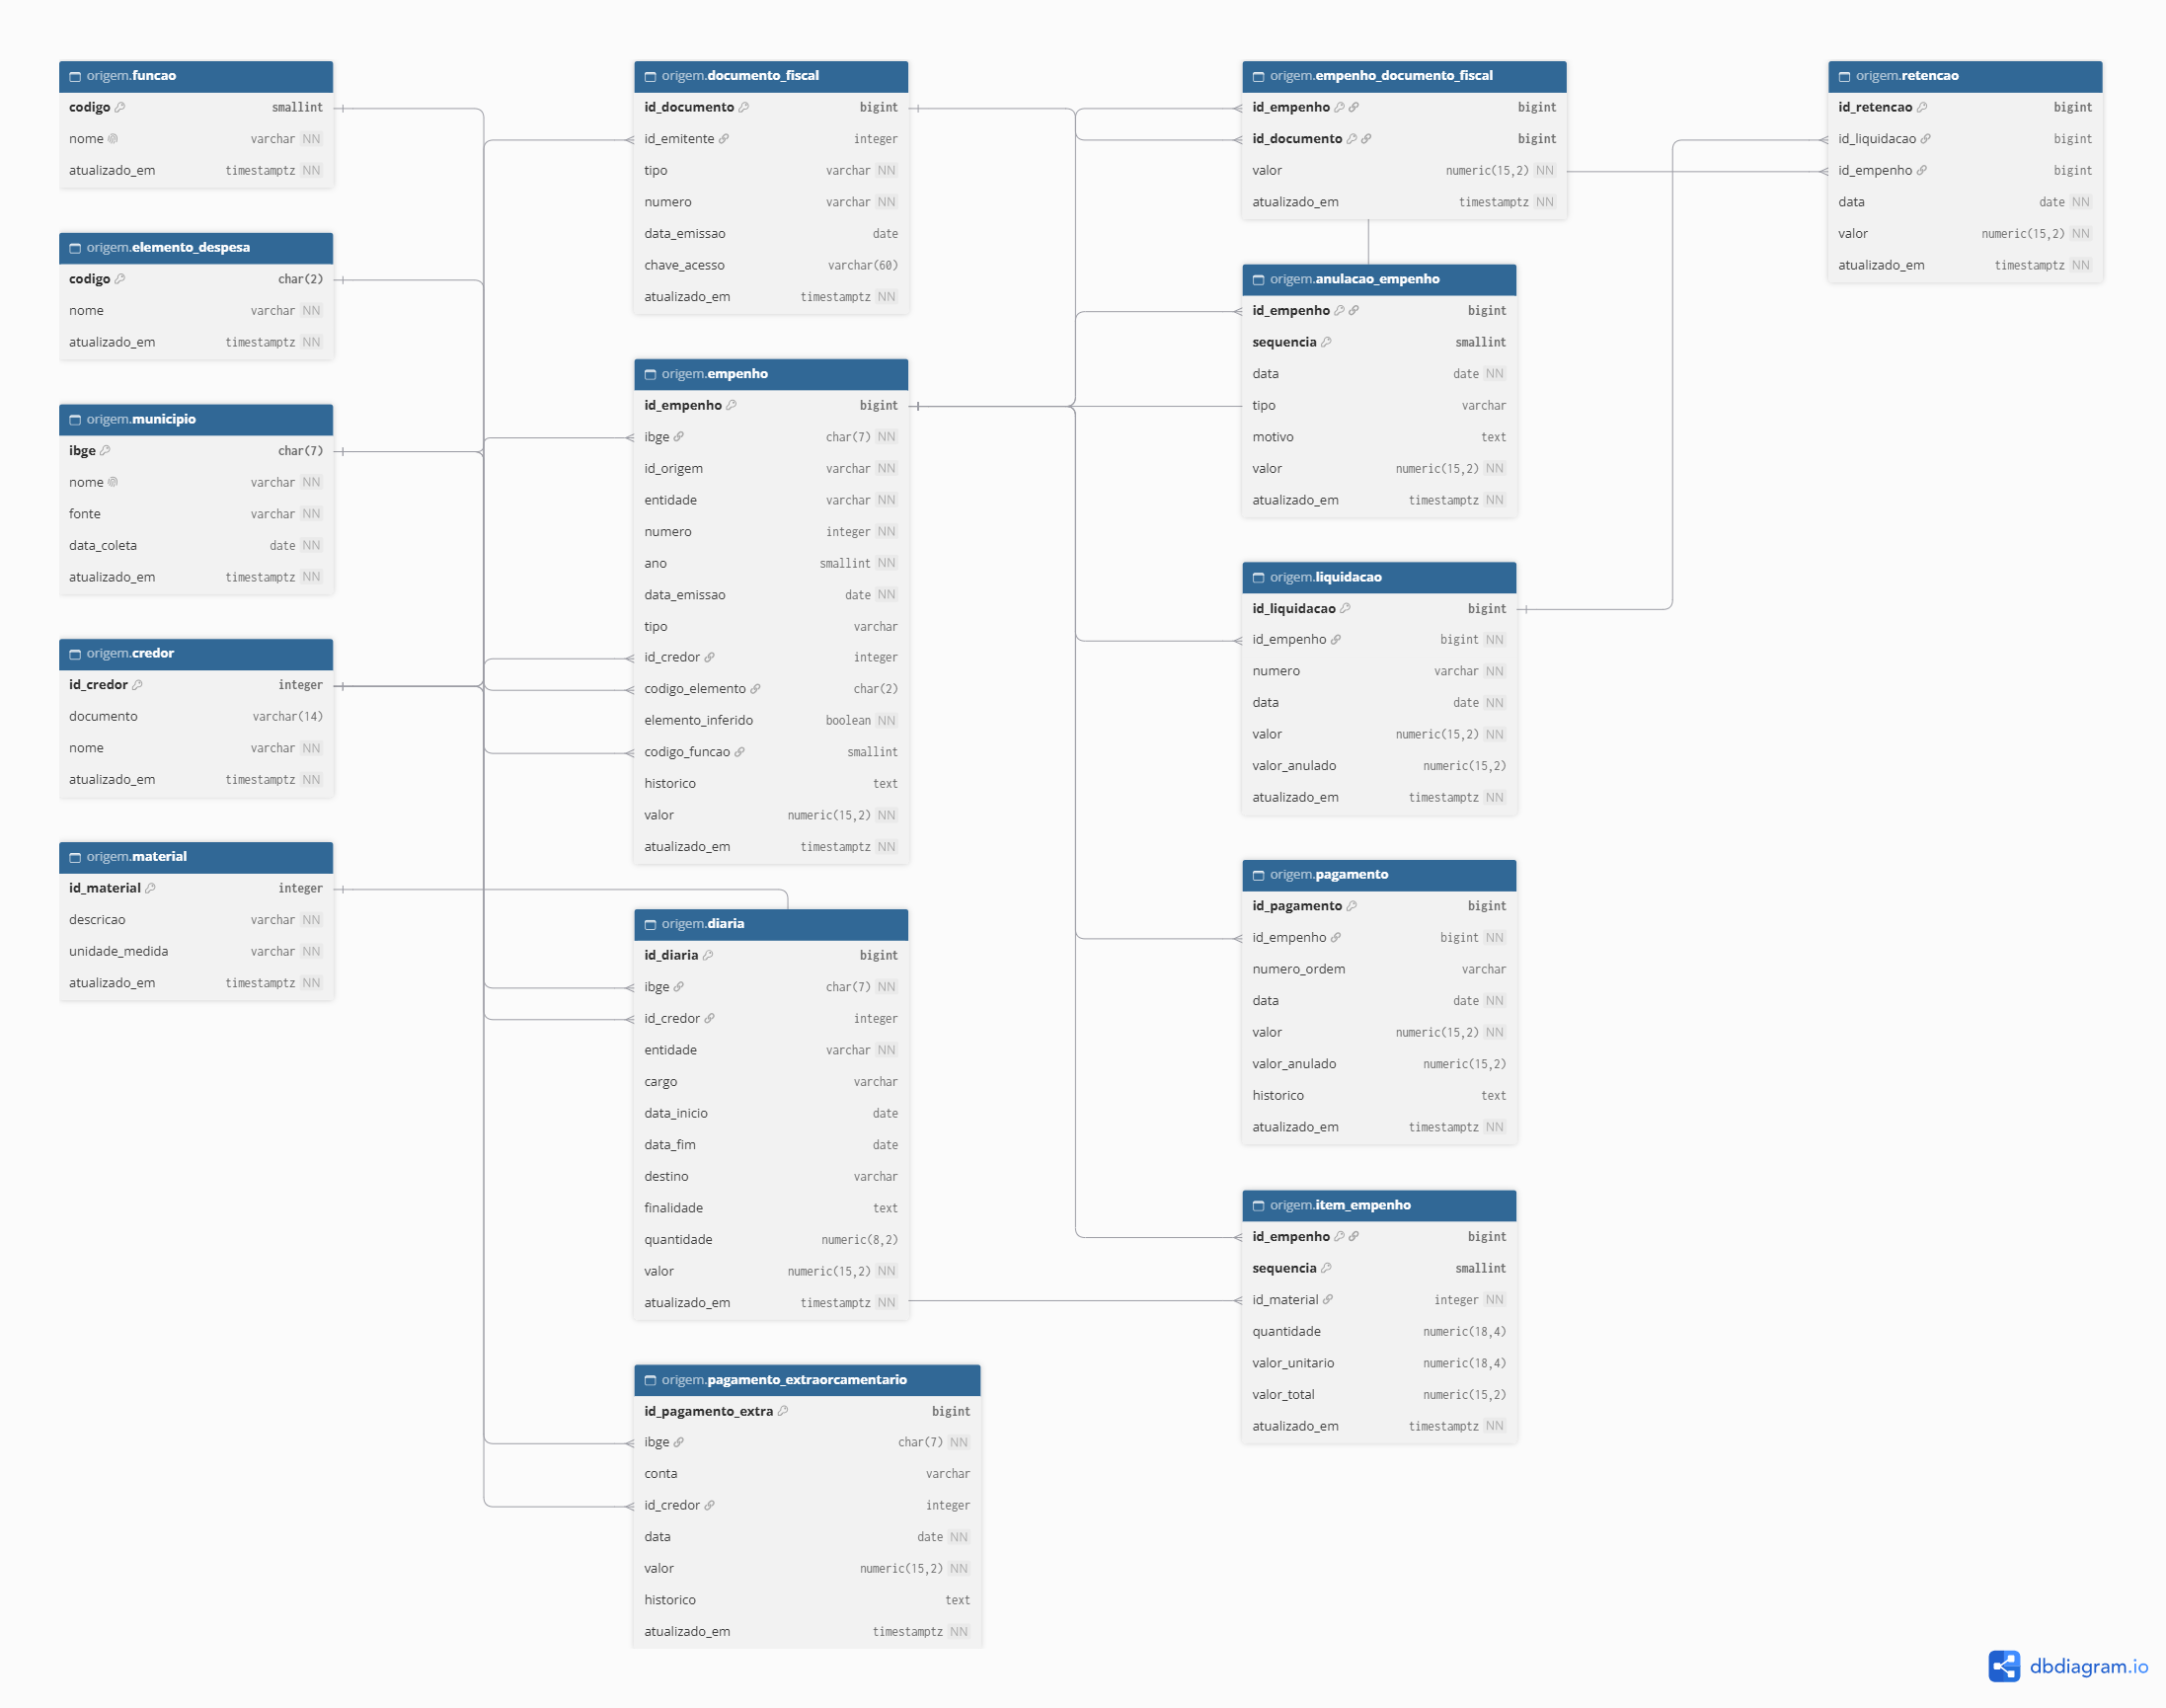 origem.funcao
codigo smallint
nome varchar NN
atualizado_em timestamptz NN
origem.elemento_despesa
codigo char(2)
nome varchar NN
atualizado_em timestamptz NN
origem.municipio
ibge char(7)
nome varchar NN
fonte varchar NN
data_coleta date NN
atualizado_em timestamptz NN
origem.credor
id_credor integer
documento varchar(14)
nome varchar NN
atualizado_em timestamptz NN
origem.material
id_material integer
descricao varchar NN
unidade_medida varchar NN
atualizado_em timestamptz NN
origem.documento_fiscal
id_documento bigint
id_emitente integer
tipo varchar NN
numero varchar NN
data_emissao date
chave_acesso varchar(60)
atualizado_em timestamptz NN
origem.empenho
id_empenho bigint
ibge char(7) NN
id_origem varchar NN
entidade varchar NN
numero integer NN
ano smallint NN
data_emissao date NN
tipo varchar
id_credor integer
codigo_elemento char(2)
elemento_inferido boolean NN
codigo_funcao smallint
historico text
valor numeric(15,2) NN
atualizado_em timestamptz NN
origem.diaria
id_diaria bigint
ibge char(7) NN
id_credor integer
entidade varchar NN
cargo varchar
data_inicio date
data_fim date
destino varchar
finalidade text
quantidade numeric(8,2)
valor numeric(15,2) NN
atualizado_em timestamptz NN
origem.pagamento_extraorcamentario
id_pagamento_extra bigint
ibge char(7) NN
conta varchar
id_credor integer
data date NN
valor numeric(15,2) NN
historico text
atualizado_em timestamptz NN
origem.empenho_documento_fiscal
id_empenho bigint
id_documento bigint
valor numeric(15,2) NN
atualizado_em timestamptz NN
origem.anulacao_empenho
id_empenho bigint
sequencia smallint
data date NN
tipo varchar
motivo text
valor numeric(15,2) NN
atualizado_em timestamptz NN
origem.liquidacao
id_liquidacao bigint
id_empenho bigint NN
numero varchar NN
data date NN
valor numeric(15,2) NN
valor_anulado numeric(15,2)
atualizado_em timestamptz NN
origem.pagamento
id_pagamento bigint
id_empenho bigint NN
numero_ordem varchar
data date NN
valor numeric(15,2) NN
valor_anulado numeric(15,2)
historico text
atualizado_em timestamptz NN
origem.item_empenho
id_empenho bigint
sequencia smallint
id_material integer NN
quantidade numeric(18,4)
valor_unitario numeric(18,4)
valor_total numeric(15,2)
atualizado_em timestamptz NN
origem.retencao
id_retencao bigint
id_liquidacao bigint
id_empenho bigint
data date NN
valor numeric(15,2) NN
atualizado_em timestamptz NN
dbdiagram.io